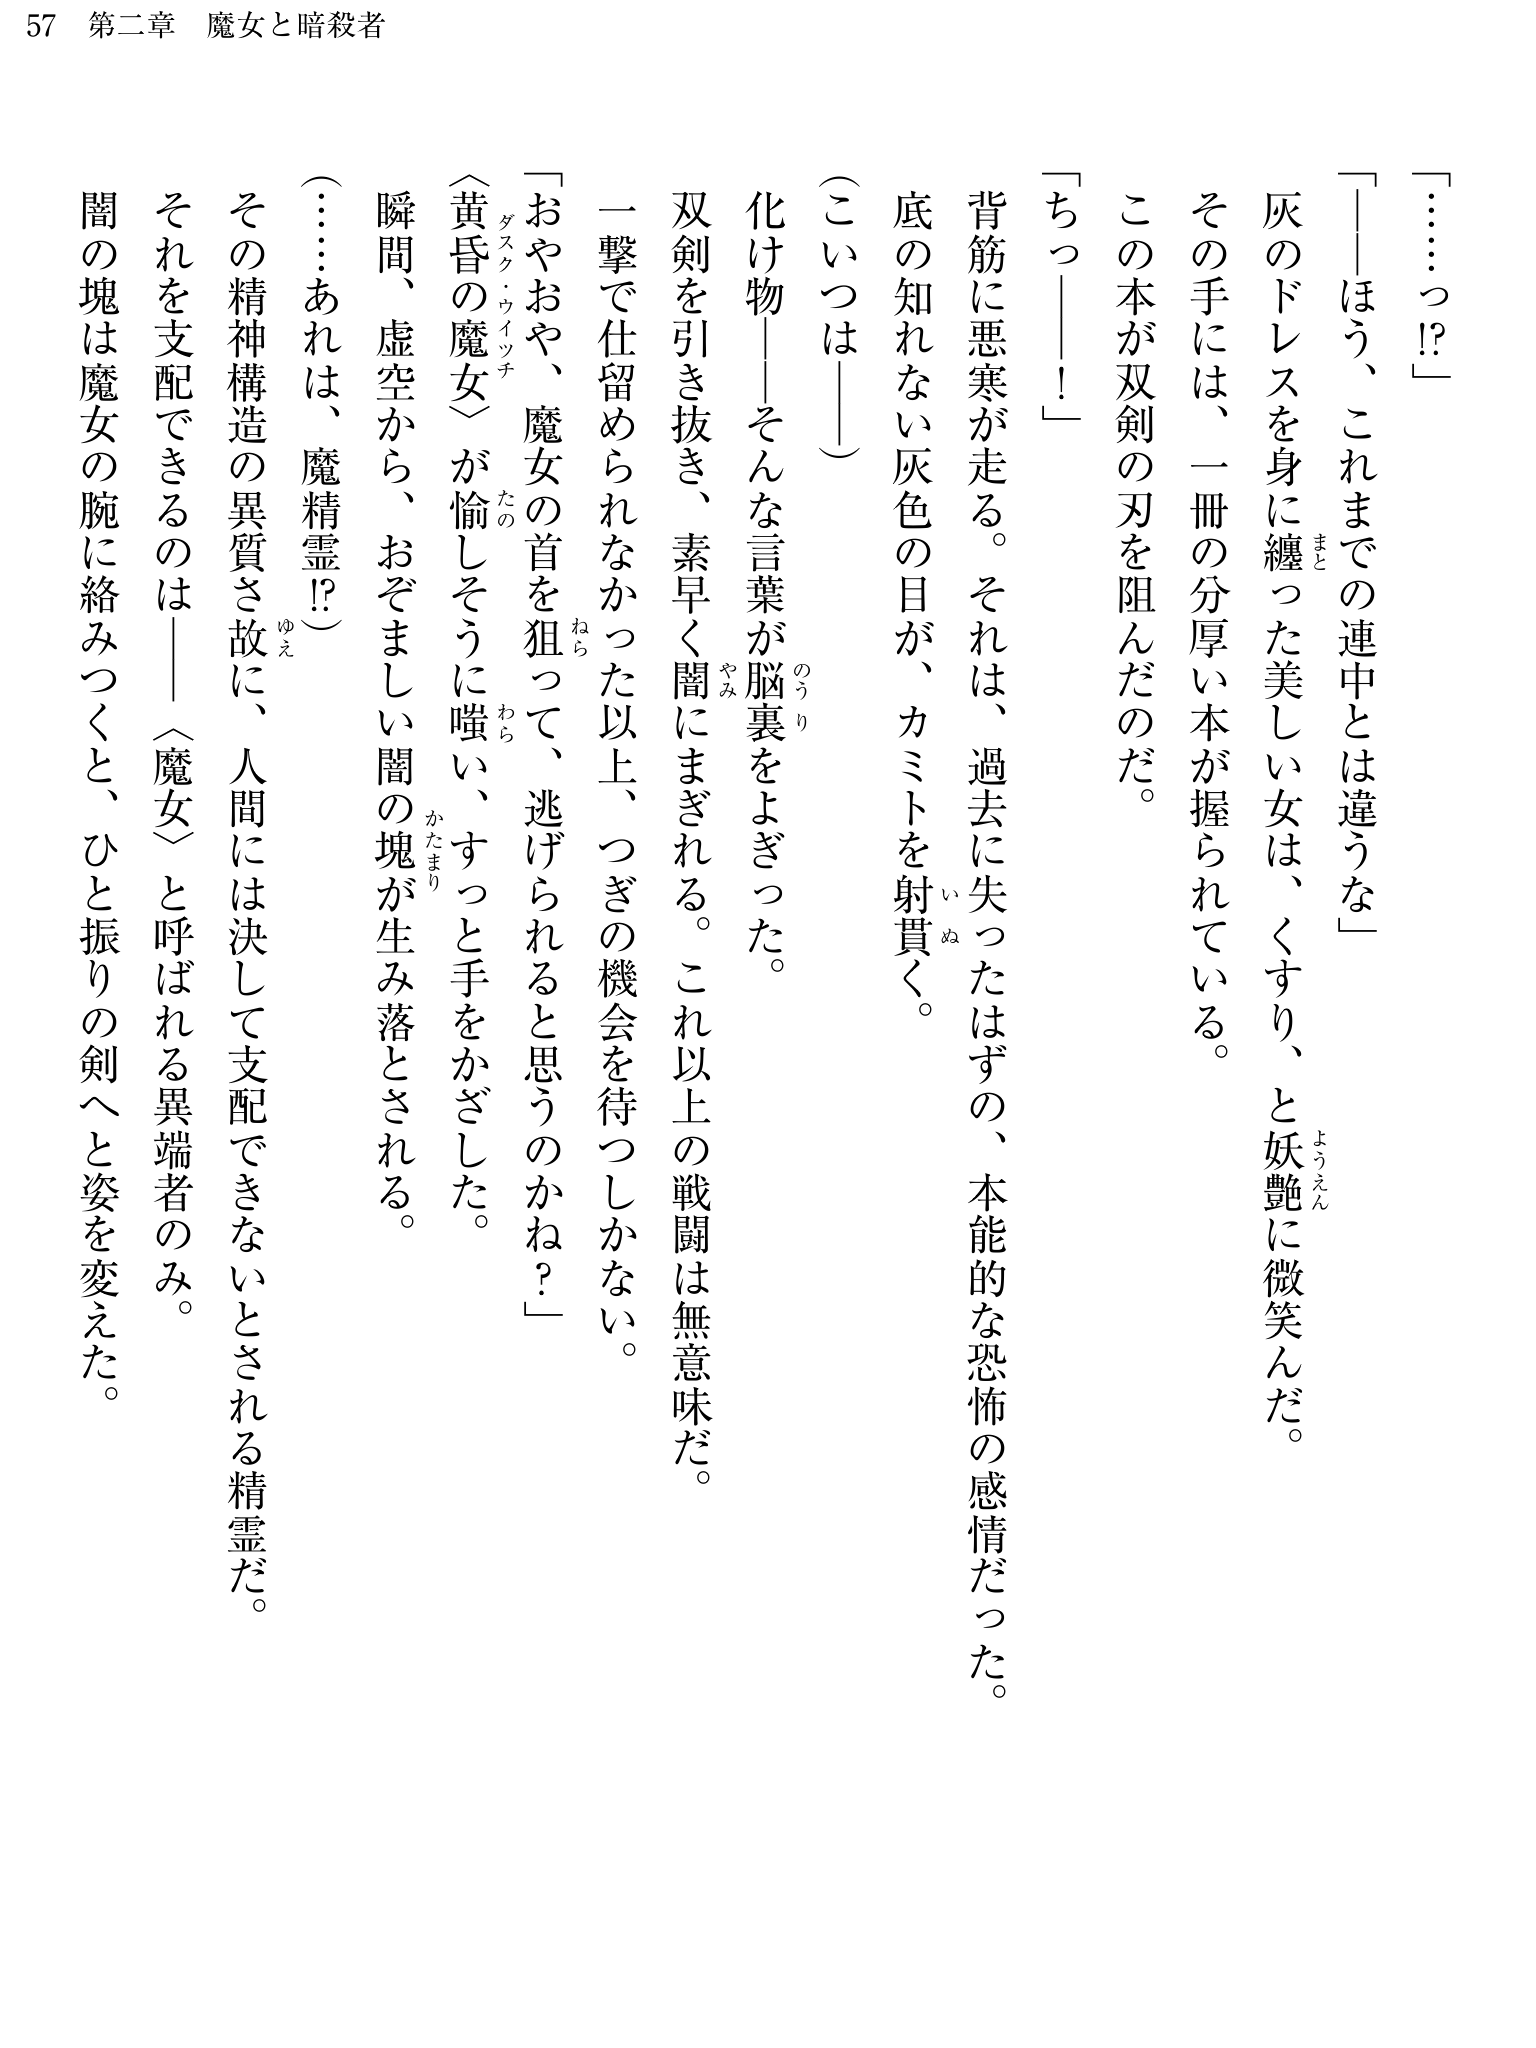 57　第二章　魔女と暗殺者
「……っ!?」
「――ほう、これまでの連中とは違うな」
灰のドレスを身に纏った美しい女は、くすり、と妖艶に微笑んだ。
その手には、一冊の分厚い本が握られている。
この本が双剣の刃を阻んだのだ。
「ちっ――！」
背筋に悪寒が走る。それは、過去に失ったはずの、本能的な恐怖の感情だった。
底の知れない灰色の目が、カミトを射貫く。
（こいつは――）
化け物――そんな言葉が脳裏をよぎった。
双剣を引き抜き、素早く闇にまぎれる。これ以上の戦闘は無意味だ。
一撃で仕留められなかった以上、つぎの機会を待つしかない。
「おやおや、魔女の首を狙って、逃げられると思うのかね？」
〈黄昏の魔女〉が愉しそうに嗤い、すっと手をかざした。
瞬間、虚空から、おぞましい闇の塊が生み落とされる。
（……あれは、魔精霊!?）
その精神構造の異質さ故に、人間には決して支配できないとされる精霊だ。
それを支配できるのは――〈魔女〉と呼ばれる異端者のみ。
闇の塊は魔女の腕に絡みつくと、ひと振りの剣へと姿を変えた。